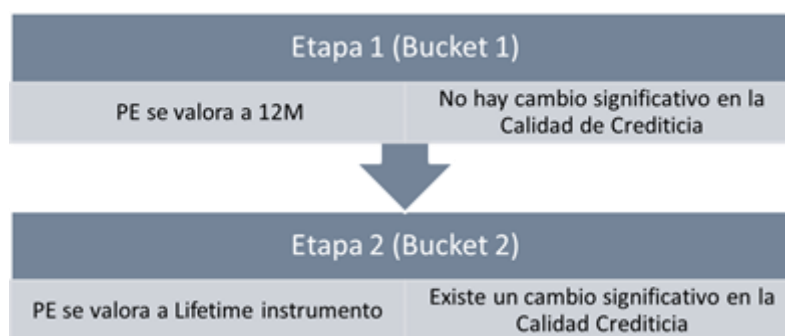 Etapa 1 (Bucket 1)
PE se valora a 12M
No hay cambio significativo en la
Calidad de Crediticia
Etapa 2 (Bucket 2)
PE se valora a Lifetime instrumento
Existe un cambio significativo en la
Calidad Crediticia